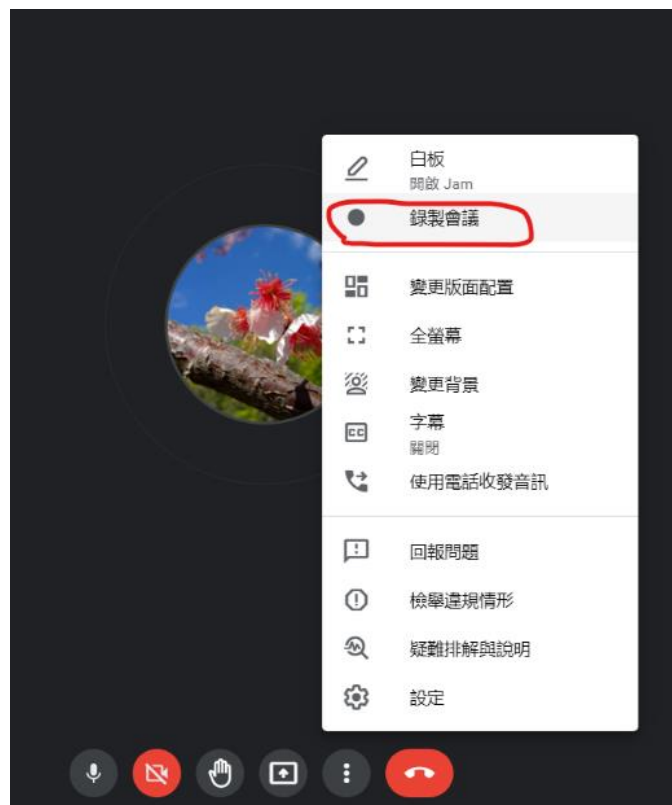 白板
開啟 Jam
錄製會議
變更版面配置
全螢幕
變更背景
字幕
關閉
使用電話收發音訊
回報問題
檢舉違規情形
疑難排解與說明
設定